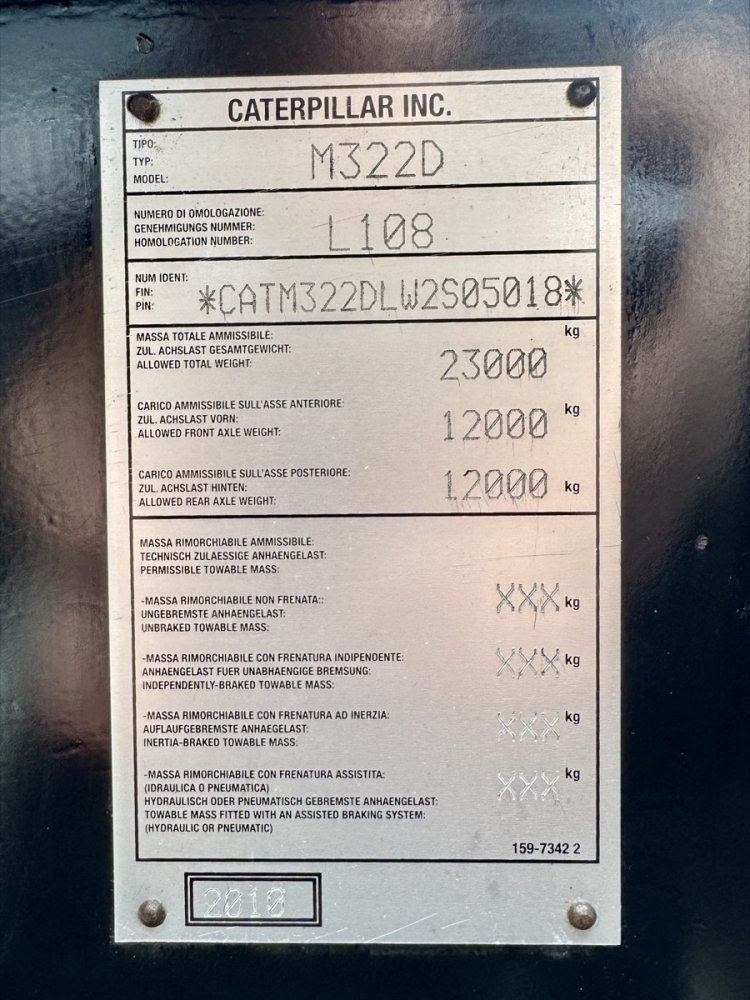 CATERPILLAR INC.
TIPO:
TYP:
MODEL:
M322D
NUMERO DI OMOLOGAZIONE:
GENEHMIGUNGS NUMMER:
HOMOLOGATION NUMBER:
L108
NUM IDENT:
FIN:
PIN:
*CATM322DLW2S05018*
MASSA TOTALE AMMISSIBILE:
ZUL. ACHSLAST GESAMTGEWICHT:
ALLOWED TOTAL WEIGHT:
23000 kg
CARICO AMMISSIBILE SULL'ASSE ANTERIORE:
ZUL. ACHSLAST VORN:
ALLOWED FRONT AXLE WEIGHT:
12000 kg
CARICO AMMISSIBILE SULL'ASSE POSTERIORE:
ZUL. ACHSLAST HINTEN:
ALLOWED REAR AXLE WEIGHT:
12000 kg
MASSA RIMORCHIABILE AMMISSIBILE:
TECHNISCH ZULAESSIGE ANHAENGELAST:
PERMISSIBLE TOWABLE MASS:
-MASSA RIMORCHIABILE NON FRENATA::
UNGEBREMSTE ANHAENGELAST:
UNBRAKED TOWABLE MASS:
XXX kg
-MASSA RIMORCHIABILE CON FRENATURA INDIPENDENTE:
ANHAENGELAST FUER UNABHAENGIGE BREMSUNG:
INDEPENDENTLY-BRAKED TOWABLE MASS:
XXX kg
-MASSA RIMORCHIABILE CON FRENATURA AD INERZIA:
AUFLAUFGEBREMSTE ANHAEGELAST:
INERTIA-BRAKED TOWABLE MASS:
XXX kg
-MASSA RIMORCHIABILE CON FRENATURA ASSISTITA:
(IDRAULICA O PNEUMATICA)
HYDRAULISCH ODER PNEUMATISCH GEBREMSTE ANHAENGELAST:
TOWABLE MASS FITTED WITH AN ASSISTED BRAKING SYSTEM:
(HYDRAULIC OR PNEUMATIC)
XXX kg
159-7342 2
2010